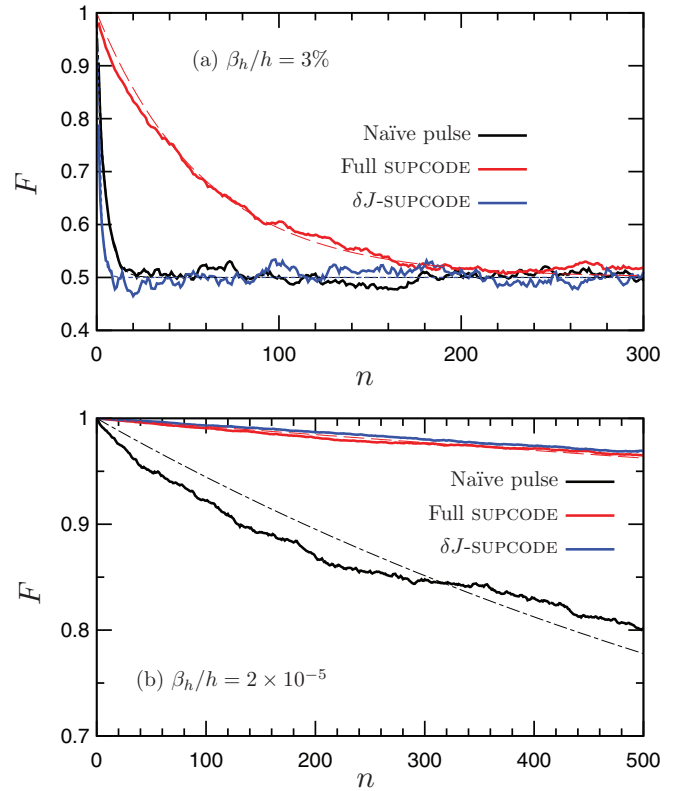 1
0.9
0.8
0.7
0.6
0.5
0.4
F
(a) βh/h = 3%
Naïve pulse
Full SUPCODE
δJ-SUPCODE
0 100 200 300
n
1
0.9
0.8
0.7
F
Naïve pulse
Full SUPCODE
δJ-SUPCODE
(b) βh/h = 2 × 10⁻⁵
0 100 200 300 400 500
n